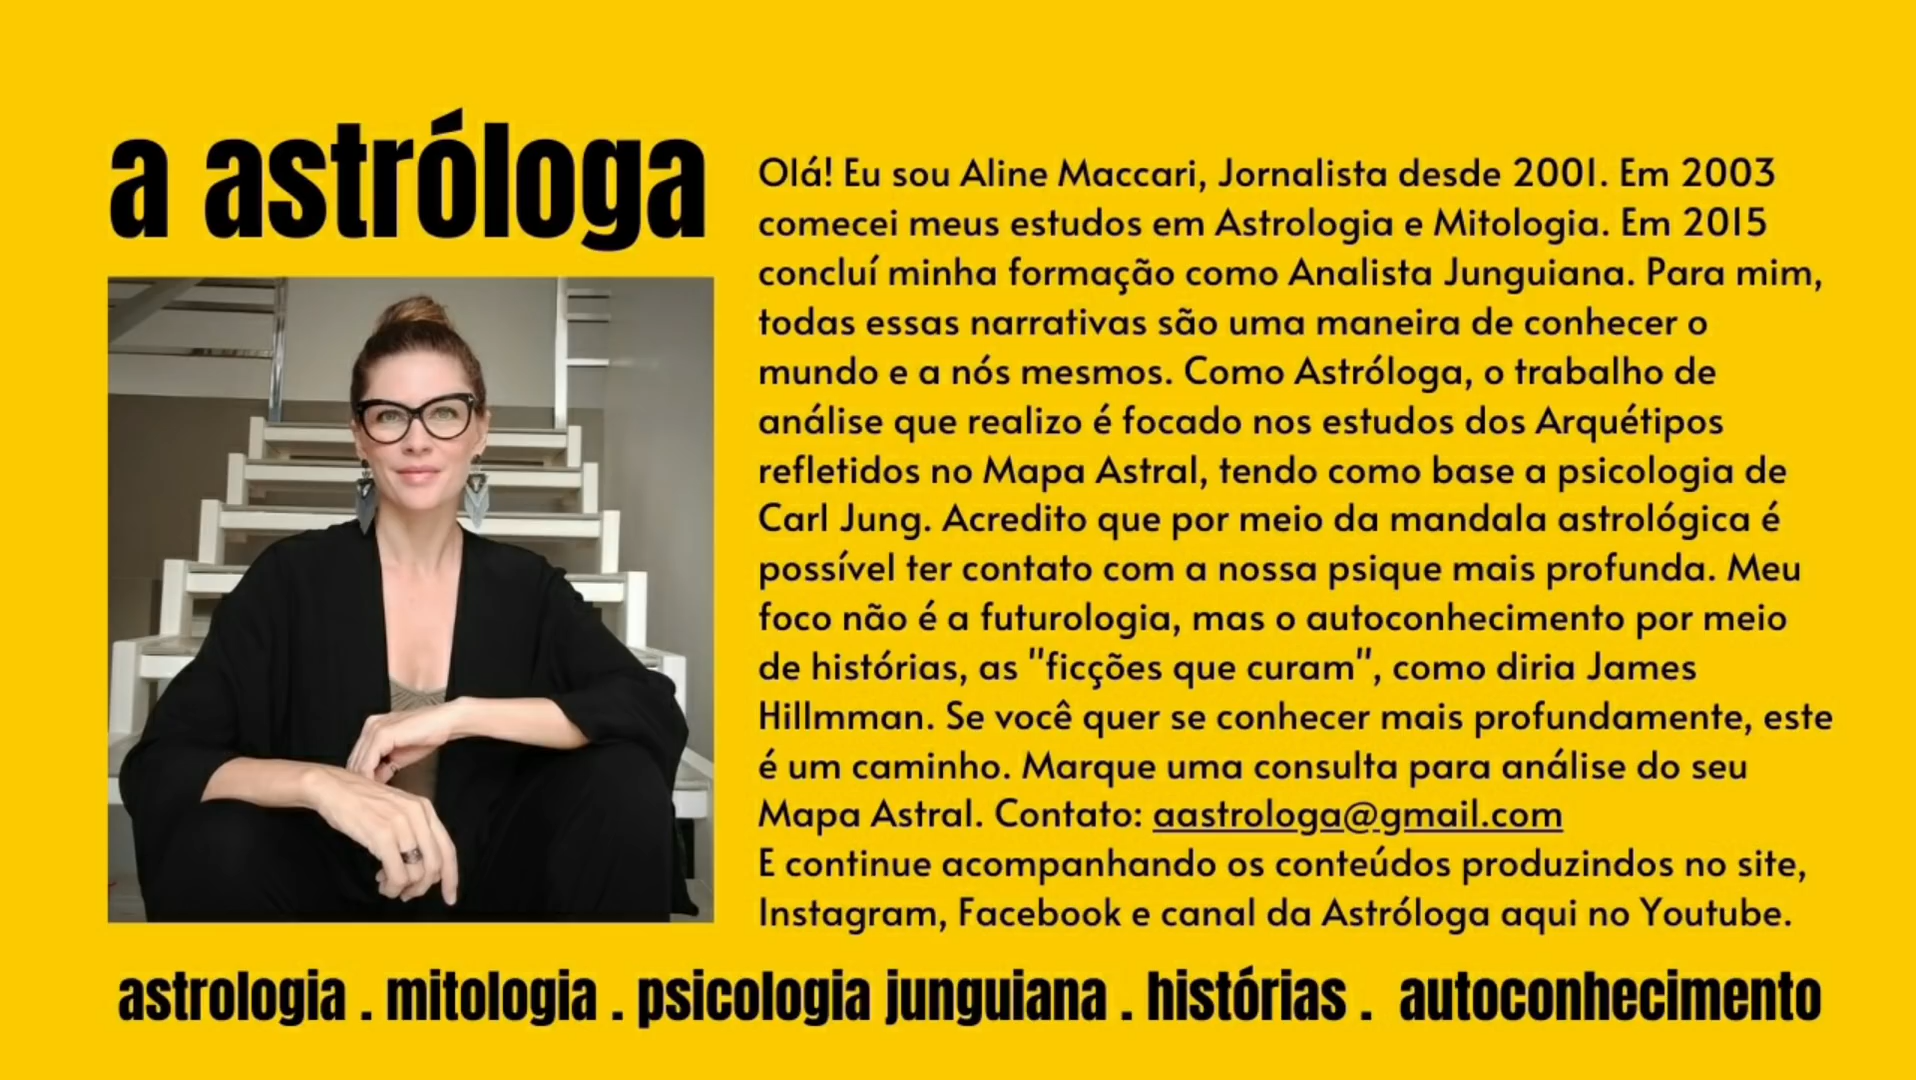 a astróloga
Olá! Eu sou Aline Maccari, Jornalista desde 2001. Em 2003
comecei meus estudos em Astrologia e Mitologia. Em 2015
concluí minha formação como Analista Junguiana. Para mim,
todas essas narrativas são uma maneira de conhecer o
mundo e a nós mesmos. Como Astróloga, o trabalho de
análise que realizo é focado nos estudos dos Arquétipos
refletidos no Mapa Astral, tendo como base a psicologia de
Carl Jung. Acredito que por meio da mandala astrológica é
possível ter contato com a nossa psique mais profunda. Meu
foco não é a futurologia, mas o autoconhecimento por meio
de histórias, as "ficções que curam", como diria James
Hillmman. Se você quer se conhecer mais profundamente, este
é um caminho. Marque uma consulta para análise do seu
Mapa Astral. Contato: aastrologa@gmail.com
E continue acompanhando os conteúdos produzindos no site,
Instagram, Facebook e canal da Astróloga aqui no Youtube.
astrologia . mitologia . psicologia junguiana . histórias . autoconhecimento